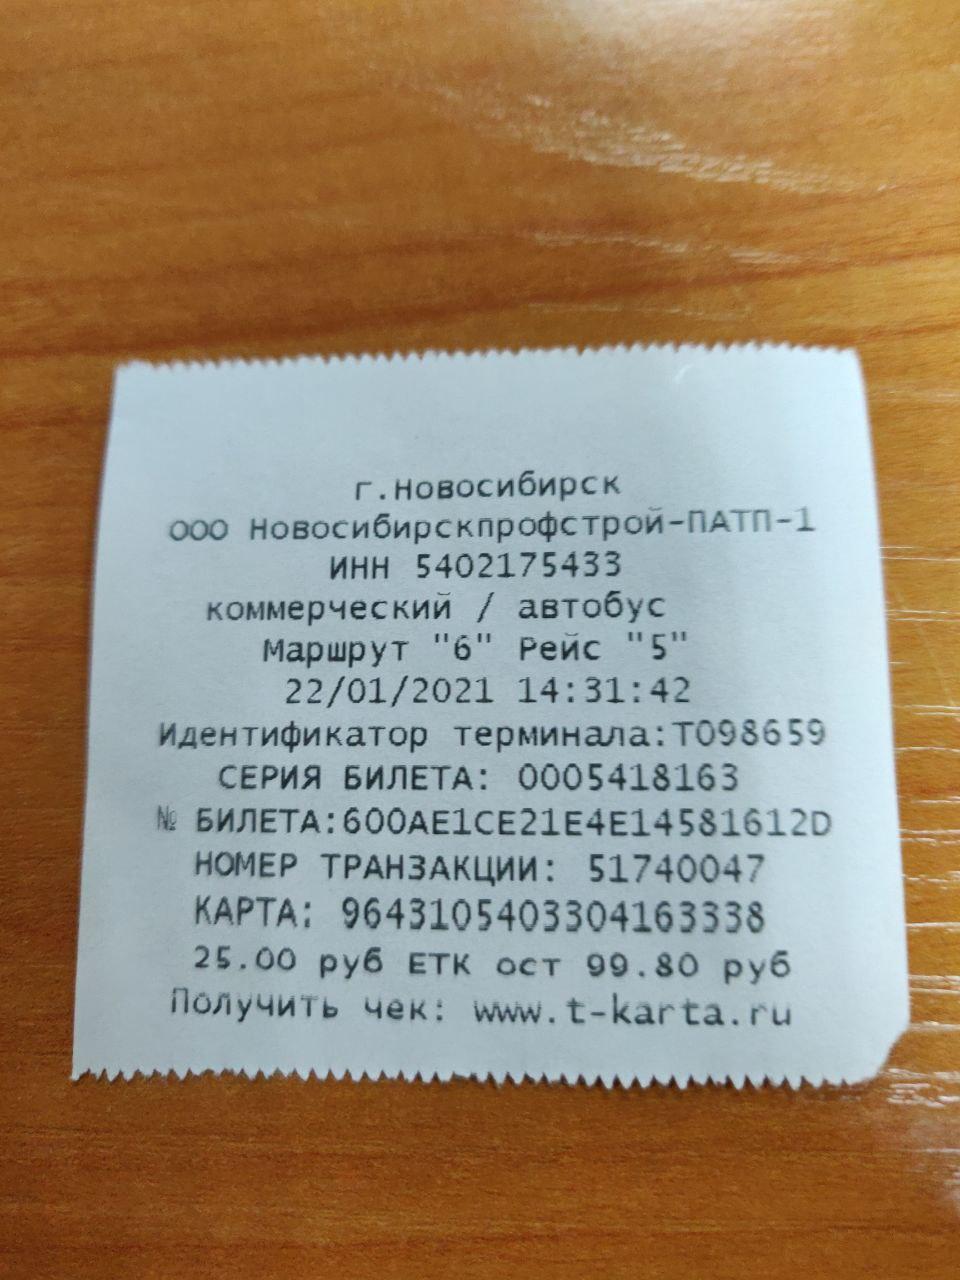 г.Новосибирск
ООО Новосибирскпрофстрой-ПАТП-1
ИНН 5402175433
коммерческий / автобус
Маршрут "6" Рейс "5"
22/01/2021 14:31:42
Идентификатор терминала:Т098659
СЕРИЯ БИЛЕТА: 0005418163
№ БИЛЕТА:600AE1CE21E4E14581612D
НОМЕР ТРАНЗАКЦИИ: 51740047
КАРТА: 9643105403304163338
25.00 руб ЕТК ост 99.80 руб
Получить чек: www.t-karta.ru